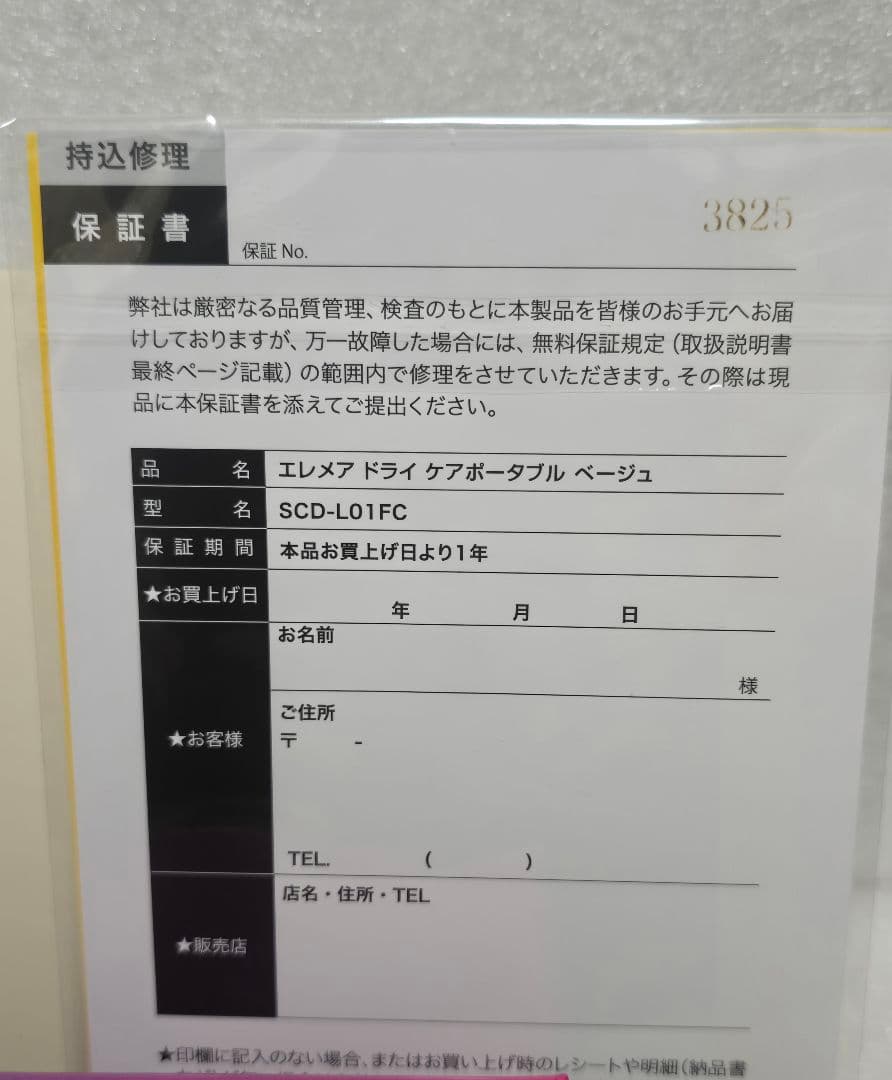 持込修理
保証書
保証 No.
3825
弊社は厳密なる品質管理、検査のもとに本製品を皆様のお手元へお届
けしておりますが、万一故障した場合には、無料保証規定（取扱説明書
最終ページ記載）の範囲内で修理をさせていただきます。その際は現
品に本保証書を添えてご提出ください。
品名 エレメア ドライ ケアポータブル ベージュ
型名 SCD-L01FC
保証期間 本品お買上げ日より1年
★お買上げ日 年 月 日
お名前
様
★お客様
ご住所
〒 -
TEL. ( )
店名・住所・TEL
★販売店
★印欄に記入のない場合、またはお買い上げ時のレシートや明細（納品書